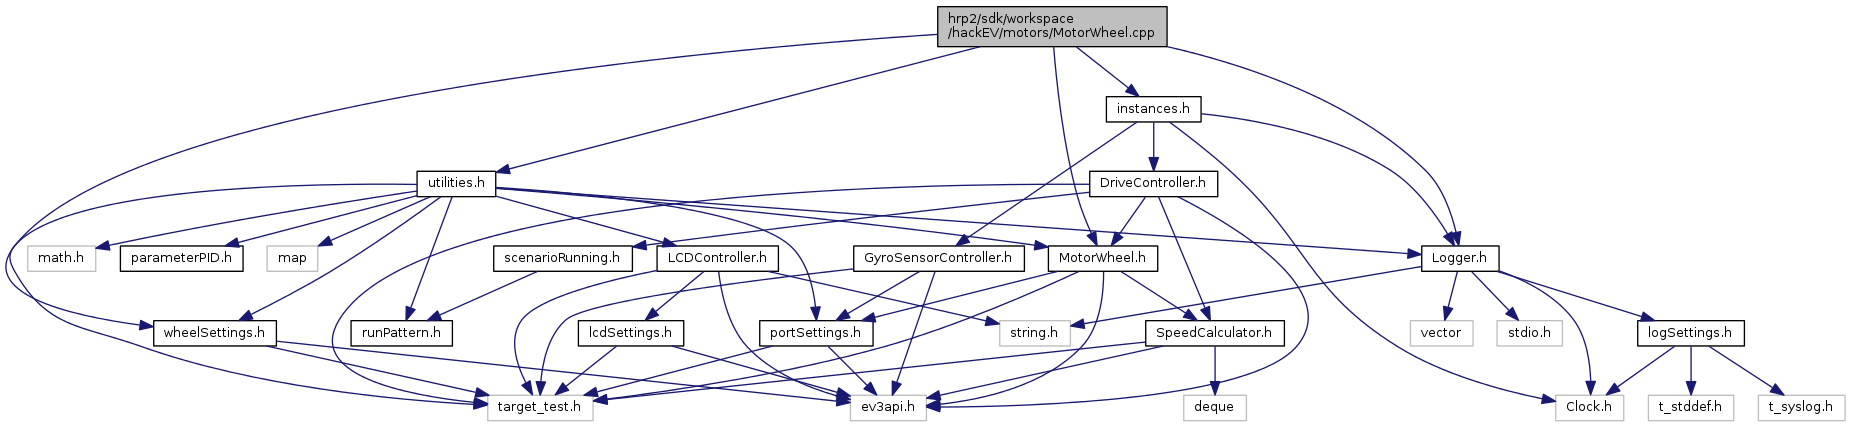 hrp2/sdk/workspace
/hackEV/motors/MotorWheel.cpp
instances.h
utilities.h
DriveController.h
math.h
parameterPID.h
map
scenarioRunning.h
LCDController.h
GyroSensorController.h
MotorWheel.h
Logger.h
wheelSettings.h
runPattern.h
lcdSettings.h
portSettings.h
string.h
SpeedCalculator.h
vector
stdio.h
logSettings.h
target_test.h
ev3api.h
deque
Clock.h
t_stddef.h
t_syslog.h